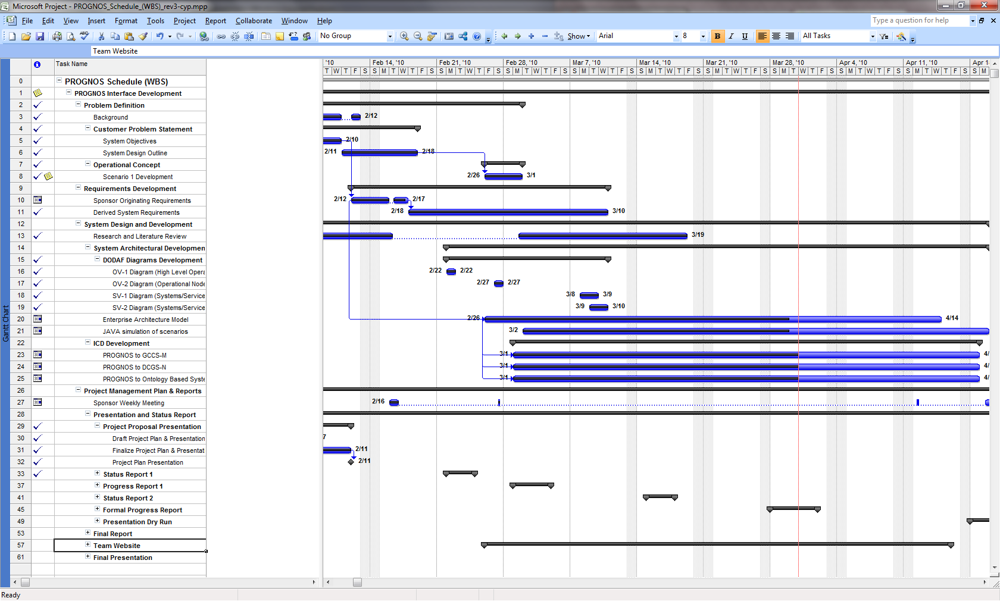 Microsoft Project - PROGNOS_Schedule_(WBS)_rev3-cyp.mpp
File Edit View Insert Format Tools Project Report Collaborate Window Help
Type a question for help
No Group Show Arial 8 B I U All Tasks
Team Website
Task Name
'10 Feb 14, '10 Feb 21, '10 Feb 28, '10 Mar 7, '10 Mar 14, '10 Mar 21, '10 Mar 28, '10 Apr 4, '10 Apr 11, '10 Apr 1
T W T F S S M T W T F S S M T W T F S S M T W T F S S M T W T F S S M T W T F S S M T W T F S S M T W T F S S M T W T F S S M T W T F S S M T W T F S S M
0 PROGNOS Schedule (WBS)
1 PROGNOS Interface Development
2 Problem Definition
3 Background 2/12
4 Customer Problem Statement
5 System Objectives 2/10
6 System Design Outline 2/11 2/18
7 Operational Concept
8 Scenario 1 Development 2/26 3/1
9 Requirements Development
10 Sponsor Originating Requirements 2/12 2/17
11 Derived System Requirements 2/18 3/10
12 System Design and Development
13 Research and Literature Review 3/19
14 System Architectural Developmen
15 DODAF Diagrams Development
16 OV-1 Diagram (High Level Opera 2/22 2/22
17 OV-2 Diagram (Operational Node 2/27 2/27
18 SV-1 Diagram (Systems/Service 3/8 3/9
19 SV-2 Diagram (Systems/Service 3/9 3/10
20 Enterprise Architecture Model 2/26 4/14
21 JAVA simulation of scenarios 3/2
22 ICD Development
23 PROGNOS to GCCS-M 3/1 4/
24 PROGNOS to DCGS-N 3/1 4/
25 PROGNOS to Ontology Based Syste 3/1 4/
26 Project Management Plan & Reports
27 Sponsor Weekly Meeting 2/16
28 Presentation and Status Report
29 Project Proposal Presentation
30 Draft Project Plan & Presentation 7
31 Finalize Project Plan & Presentat 2/11
32 Project Plan Presentation 2/11
33 Status Report 1
37 Progress Report 1
41 Status Report 2
45 Formal Progress Report
49 Presentation Dry Run
53 Final Report
57 Team Website
61 Final Presentation
Gantt Chart
Ready